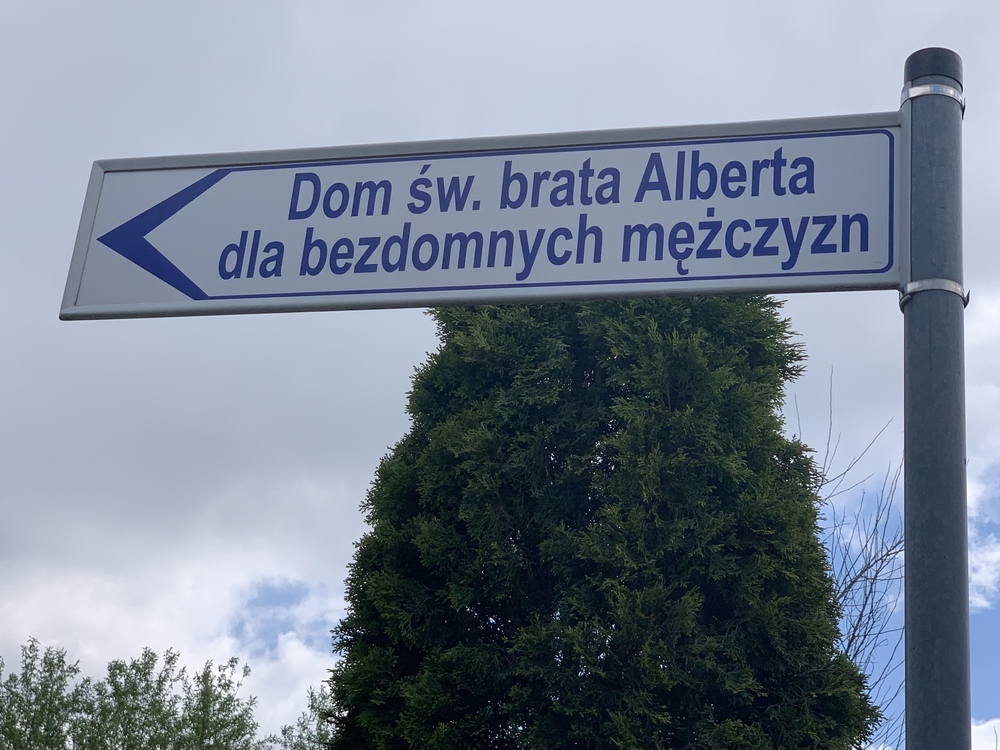 Dom św. brata Alberta
dla bezdomnych mężczyzn